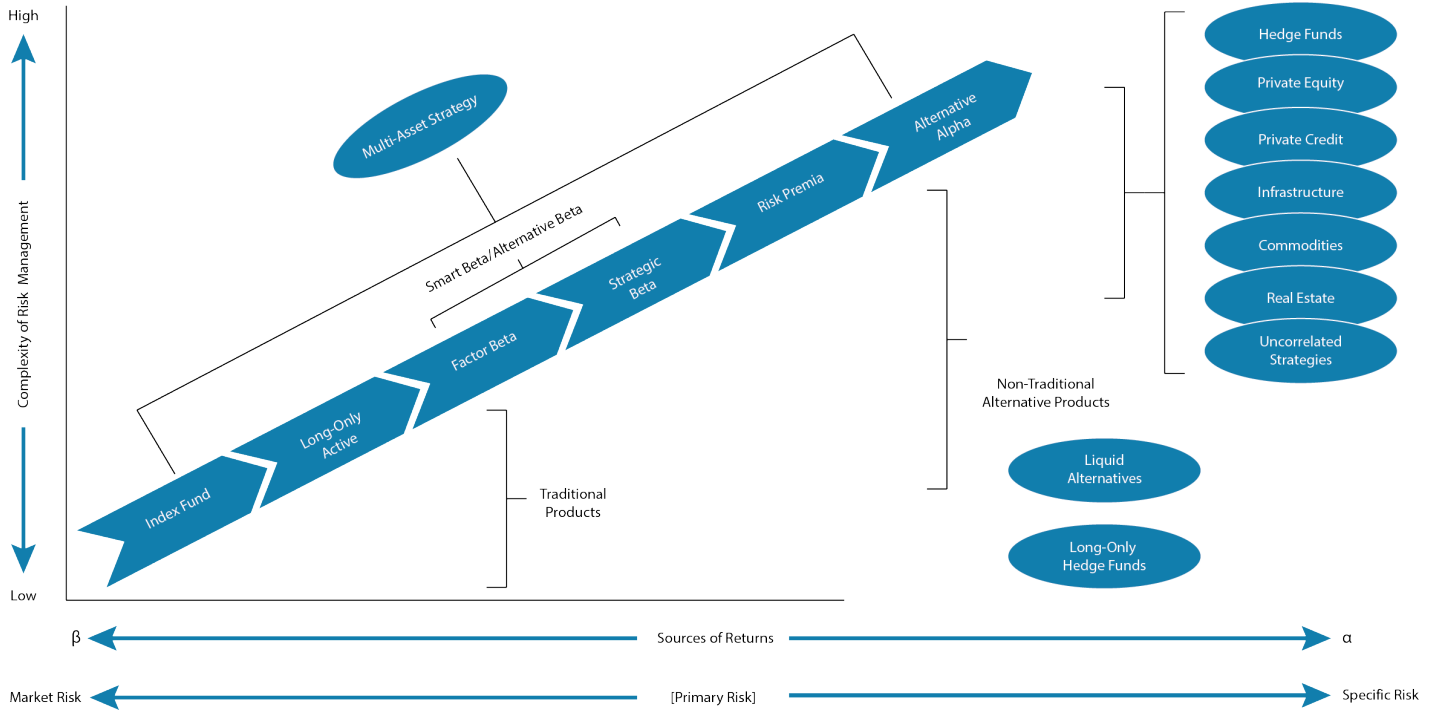 High
Complexity of Risk Management
Low
Multi-Asset Strategy
Smart Beta/Alternative Beta
Index Fund
Long-Only
Active
Factor Beta
Strategic
Beta
Risk Premia
Alternative
Alpha
Traditional
Products
Non-Traditional
Alternative Products
Liquid
Alternatives
Long-Only
Hedge Funds
Hedge Funds
Private Equity
Private Credit
Infrastructure
Commodities
Real Estate
Uncorrelated
Strategies
β
Sources of Returns
α
Market Risk
[Primary Risk]
Specific Risk